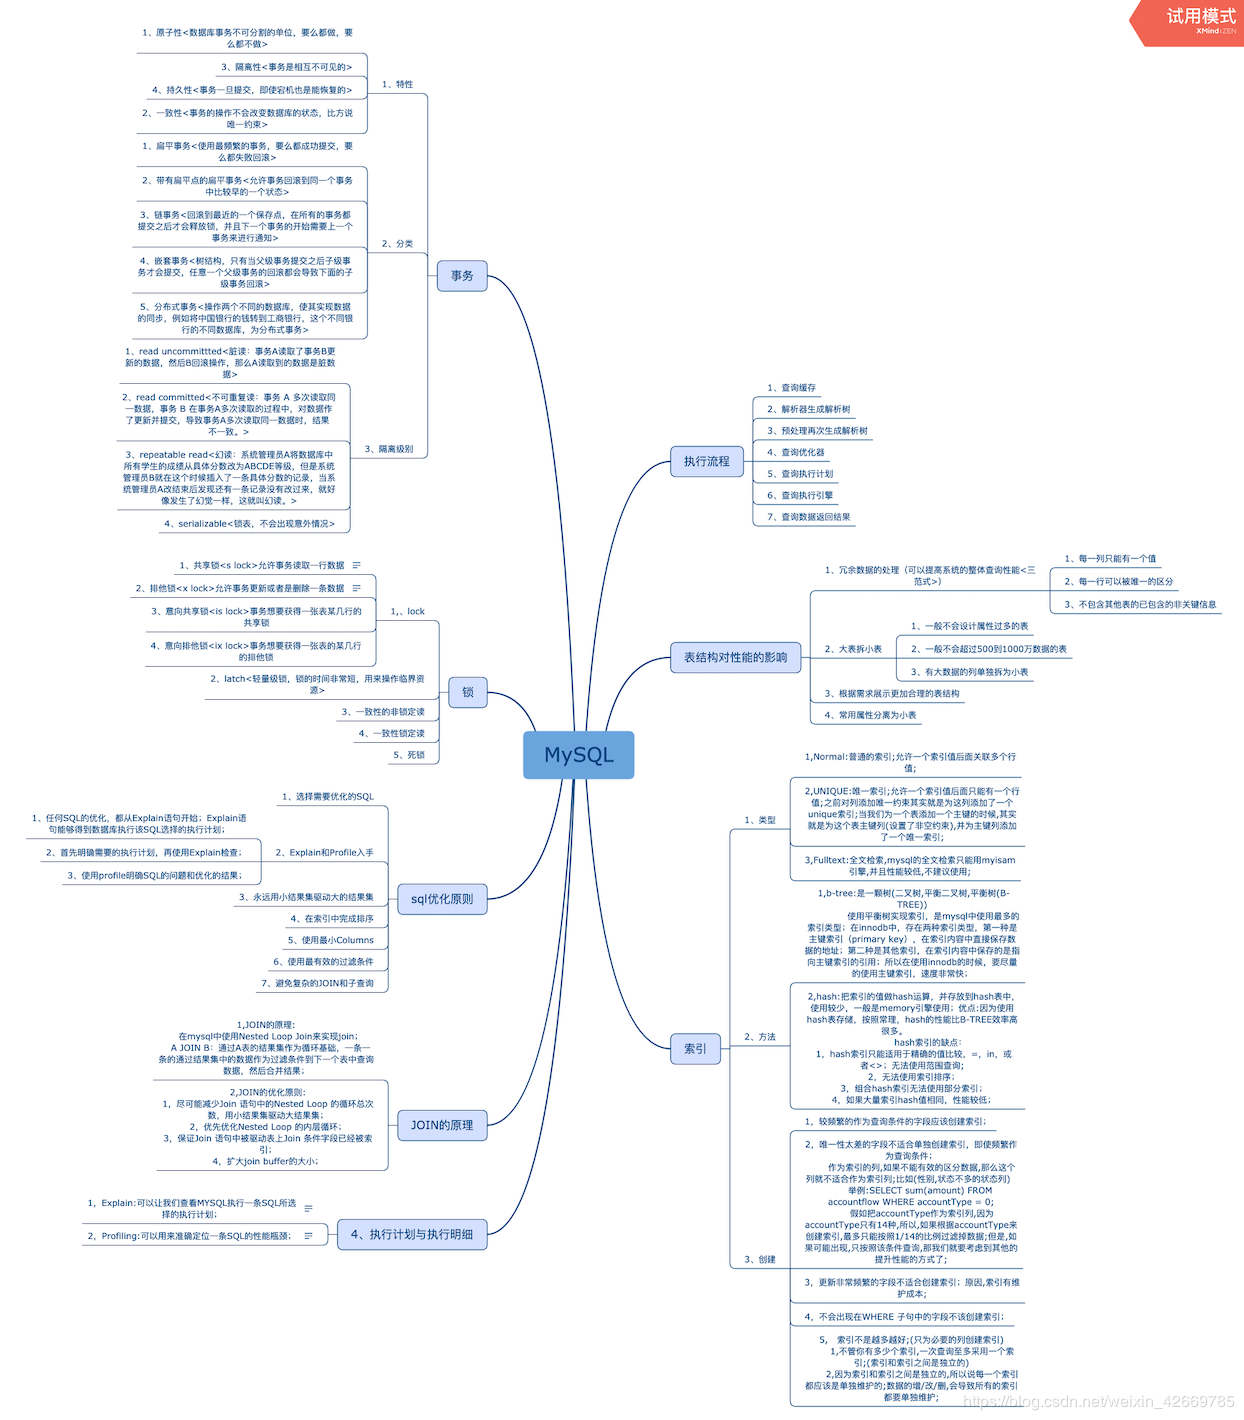 试用模式
XMind:ZEN
1、原子性<数据库事务不可分割的单位，要么都做，要
么都不做>
3、隔离性<事务是相互不可见的>
4、持久性<事务一旦提交，即使宕机也是能恢复的>
2、一致性<事务的操作不会改变数据库的状态，比方说
唯一约束>
1、特性
1、扁平事务<使用最频繁的事务，要么都成功提交，要
么都失败回滚>
2、带有扁平点的扁平事务<允许事务回滚到同一个事务
中比较早的一个状态>
3、链事务<回滚到最近的一个保存点，在所有的事务都
提交之后才会释放锁，并且下一个事务的开始需要上一个
事务来进行通知>
4、嵌套事务<树结构，只有当父级事务提交之后子级事
务才会提交，任意一个父级事务的回滚都会导致下面的子
级事务回滚>
5、分布式事务<操作两个不同的数据库，使其实现数据
的同步，例如将中国银行的钱转到工商银行，这个不同银
行的不同数据库，为分布式事务>
2、分类
1、read uncommittted<脏读：事务A读取了事务B更
新的数据，然后B回滚操作，那么A读取到的数据是脏数
据>
2、read committed<不可重复读：事务 A 多次读取同
一数据，事务 B 在事务A多次读取的过程中，对数据作
了更新并提交，导致事务A多次读取同一数据时，结果
不一致。>
3、repeatable read<幻读：系统管理员A将数据库中
所有学生的成绩从具体分数改为ABCDE等级，但是系统
管理员B就在这个时候插入了一条具体分数的记录，当系
统管理员A改结束后发现还有一条记录没有改过来，就好
像发生了幻觉一样，这就叫幻读。>
4、serializable<锁表，不会出现意外情况>
3、隔离级别
事务
1、共享锁<s lock>允许事务读取一行数据
2、排他锁<x lock>允许事务更新或者是删除一条数据
3、意向共享锁<is lock>事务想要获得一张表某几行的
共享锁
4、意向排他锁<ix lock>事务想要获得一张表的某几行
的排他锁
1,、lock
2、latch<轻量级锁，锁的时间非常短，用来操作临界资
源>
3、一致性的非锁定读
4、一致性锁定读
5、死锁
锁
1、选择需要优化的SQL
1、任何SQL的优化，都从Explain语句开始；Explain语
句能够得到数据库执行该SQL选择的执行计划；
2、首先明确需要的执行计划，再使用Explain检查；
3、使用profile明确SQL的问题和优化的结果；
2、Explain和Profile入手
3、永远用小结果集驱动大的结果集
4、在索引中完成排序
5、使用最小Columns
6、使用最有效的过滤条件
7、避免复杂的JOIN和子查询
sql优化原则
1,JOIN的原理：
在mysql中使用Nested Loop Join来实现join；
A JOIN B：通过A表的结果集作为循环基础，一条一
条的通过结果集中的数据作为过滤条件到下一个表中查询
数据，然后合并结果；
2,JOIN的优化原则：
1，尽可能减少Join 语句中的Nested Loop 的循环总次
数，用小结果集驱动大结果集；
2，优先优化Nested Loop 的内层循环；
3，保证Join 语句中被驱动表上Join 条件字段已经被索
引；
4，扩大join buffer的大小；
JOIN的原理
1，Explain:可以让我们查看MYSQL执行一条SQL所选
择的执行计划；
2，Profiling:可以用来准确定位一条SQL的性能瓶颈；
4、执行计划与执行明细
MySQL
执行流程
1、查询缓存
2、解析器生成解析树
3、预处理再次生成解析树
4、查询优化器
5、查询执行计划
6、查询执行引擎
7、查询数据返回结果
表结构对性能的影响
1、冗余数据的处理（可以提高系统的整体查询性能<三
范式>）
1、每一列只能有一个值
2、每一行可以被唯一的区分
3、不包含其他表的已包含的非关键信息
2、大表拆小表
1、一般不会设计属性过多的表
2、一般不会超过500到1000万数据的表
3、有大数据的列单独拆为小表
3、根据需求展示更加合理的表结构
4、常用属性分离为小表
索引
1、类型
1,Normal:普通的索引;允许一个索引值后面关联多个行
值;
2,UNIQUE:唯一索引;允许一个索引值后面只能有一个行
值;之前对列添加唯一约束其实就是为这列添加了一个
unique索引;当我们为一个表添加一个主键的时候,其实
就是为这个表主键列(设置了非空约束),并为主键列添加
了一个唯一索引;
3,Fulltext:全文检索,mysql的全文检索只能用myisam
引擎,并且性能较低,不建议使用;
2、方法
1,b-tree:是一颗树(二叉树,平衡二叉树,平衡树(B-
TREE))
使用平衡树实现索引，是mysql中使用最多的
索引类型；在innodb中，存在两种索引类型，第一种是
主键索引（primary key），在索引内容中直接保存数
据的地址；第二种是其他索引，在索引内容中保存的是指
向主键索引的引用；所以在使用innodb的时候，要尽量
的使用主键索引，速度非常快；
2,hash:把索引的值做hash运算，并存放到hash表中，
使用较少，一般是memory引擎使用；优点:因为使用
hash表存储，按照常理，hash的性能比B-TREE效率高
很多。
hash索引的缺点：
1，hash索引只能适用于精确的值比较，=，in，或
者<>；无法使用范围查询；
2，无法使用索引排序；
3，组合hash索引无法使用部分索引；
4，如果大量索引hash值相同，性能较低；
3、创建
1，较频繁的作为查询条件的字段应该创建索引；
2，唯一性太差的字段不适合单独创建索引，即使频繁作
为查询条件；
作为索引的列,如果不能有效的区分数据,那么这个
列就不适合作为索引列;比如(性别,状态不多的状态列)
举例:SELECT sum(amount) FROM
accountflow WHERE accountType = 0;
假如把accountType作为索引列,因为
accountType只有14种,所以,如果根据accountType来
创建索引,最多只能按照1/14的比例过滤掉数据;但是,如
果可能出现,只按照该条件查询,那我们就要考虑到其他的
提升性能的方式了;
3，更新非常频繁的字段不适合创建索引；原因,索引有维
护成本;
4，不会出现在WHERE 子句中的字段不该创建索引；
5, 索引不是越多越好;(只为必要的列创建索引)
1,不管你有多少个索引,一次查询至多采用一个索
引;(索引和索引之间是独立的)
2,因为索引和索引之间是独立的,所以说每一个索引
都应该是单独维护的;数据的增/改/删,会导致所有的索引
都要单独维护;
https://blog.csdn.net/weixin_42669785